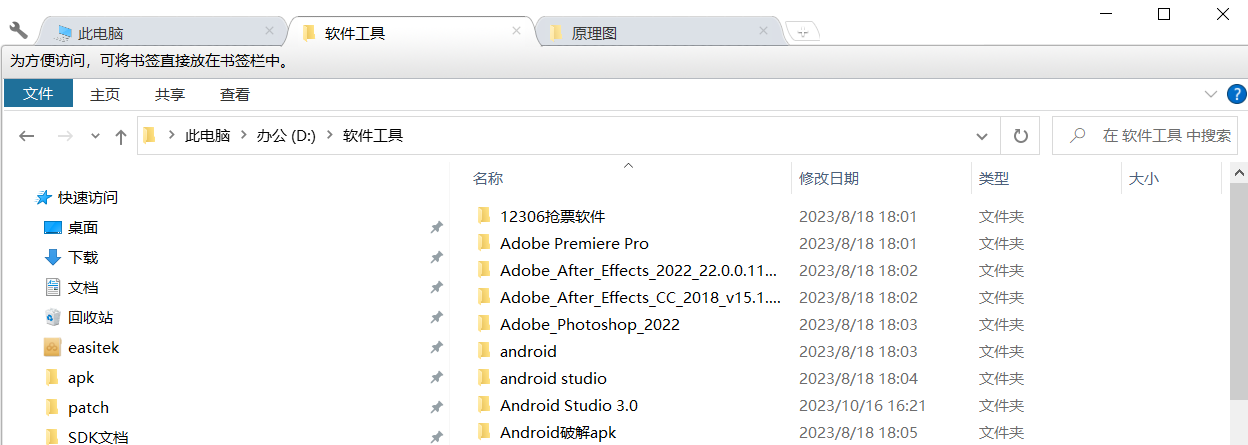 此电脑 软件工具 原理图
为方便访问，可将书签直接放在书签栏中。
文件 主页 共享 查看 ?
此电脑 办公 (D:) 软件工具 在 软件工具 中搜索
名称 修改日期 类型 大小
快速访问
桌面
下载
文档
回收站
easitek
apk
patch
SDK文档
12306抢票软件 2023/8/18 18:01 文件夹
Adobe Premiere Pro 2023/8/18 18:01 文件夹
Adobe_After_Effects_2022_22.0.0.11... 2023/8/18 18:02 文件夹
Adobe_After_Effects_CC_2018_v15.1.... 2023/8/18 18:02 文件夹
Adobe_Photoshop_2022 2023/8/18 18:03 文件夹
android 2023/8/18 18:03 文件夹
android studio 2023/8/18 18:04 文件夹
Android Studio 3.0 2023/10/16 16:21 文件夹
Android破解apk 2023/8/18 18:05 文件夹